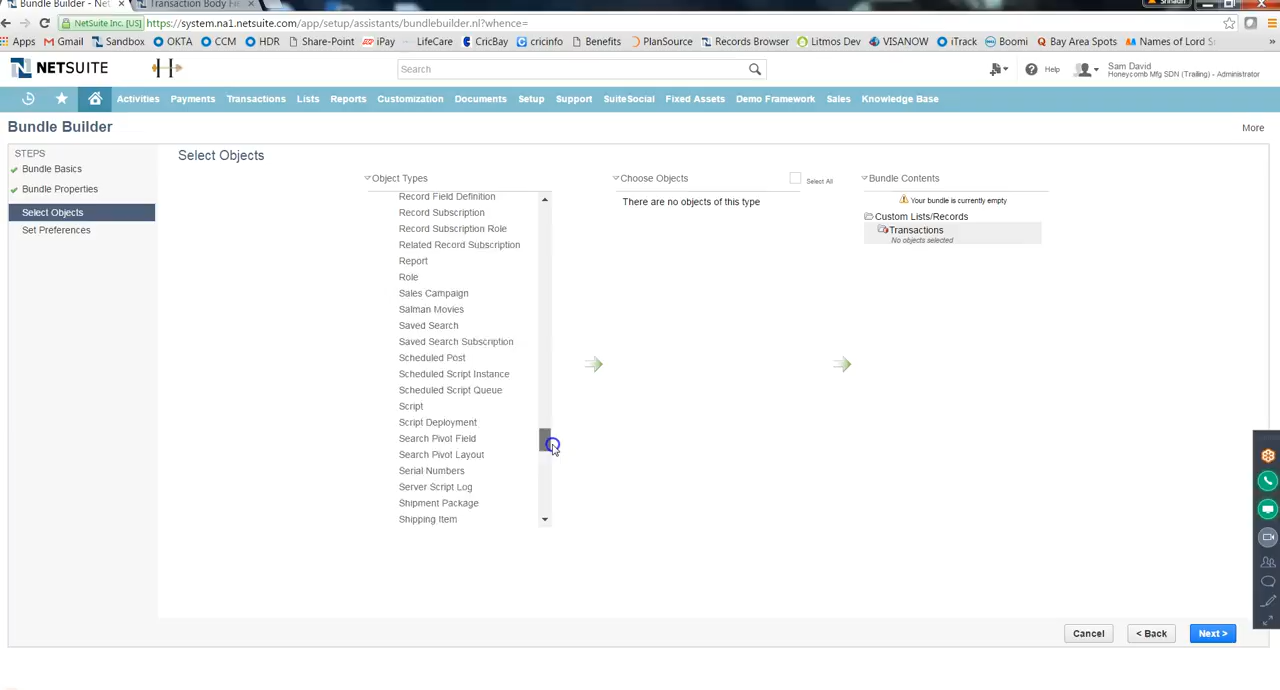 Bundle Builder - Net
Transaction Body Fi
NetSuite Inc. [US]
https://system.na1.netsuite.com/app/setup/assistants/bundlebuilder.nl?whence=
Apps Gmail Sandbox OKTA CCM HDR Share-Point iPay LifeCare CricBay cricinfo Benefits PlanSource Records Browser Litmos Dev VISANOW iTrack Boomi Bay Area Spots Names of Lord »
NETSUITE
Search
Help
Sam David
Honeycomb Mfg SDN (Trailing) - Administrator
Activities Payments Transactions Lists Reports Customization Documents Setup Support SuiteSocial Fixed Assets Demo Framework Sales Knowledge Base
Bundle Builder
More
STEPS
Bundle Basics
Bundle Properties
Select Objects
Set Preferences
Select Objects
Object Types
Record Field Definition
Record Subscription
Record Subscription Role
Related Record Subscription
Report
Role
Sales Campaign
Salman Movies
Saved Search
Saved Search Subscription
Scheduled Post
Scheduled Script Instance
Scheduled Script Queue
Script
Script Deployment
Search Pivot Field
Search Pivot Layout
Serial Numbers
Server Script Log
Shipment Package
Shipping Item
Choose Objects
Select All
There are no objects of this type
Bundle Contents
Your bundle is currently empty
Custom Lists/Records
Transactions
No objects selected
Cancel
< Back
Next >